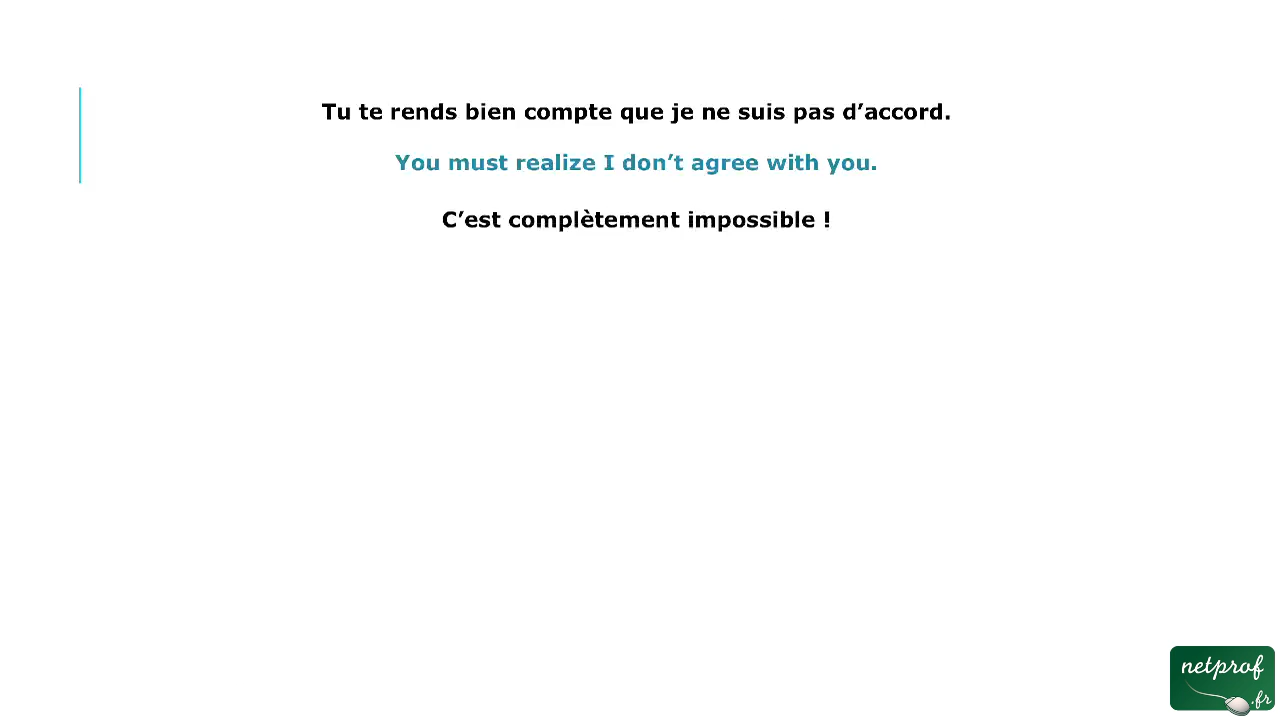 Tu te rends bien compte que je ne suis pas d’accord.
You must realize I don’t agree with you.
C’est complètement impossible !
netprof
.fr